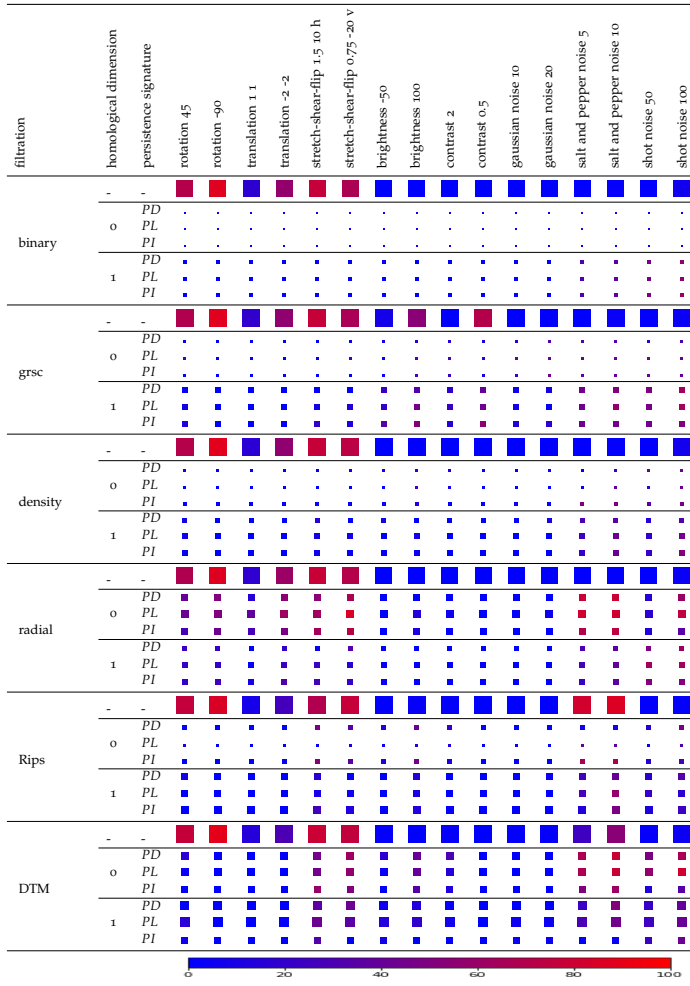 filtration homological dimension persistence signature rotation 45 rotation -90 translation 1 1 translation -2 -2 stretch-shear-flip 1.5 10 h stretch-shear-flip 0.75 -20 v brightness -50 brightness 100 contrast 2 contrast 0.5 gaussian noise 10 gaussian noise 20 salt and pepper noise 5 salt and pepper noise 10 shot noise 50 shot noise 100
- -
PD
0 PL
PI
binary
PD
1 PL
PI
- -
PD
0 PL
PI
grsc
PD
1 PL
PI
- -
PD
0 PL
PI
density
PD
1 PL
PI
- -
PD
0 PL
PI
radial
PD
1 PL
PI
- -
PD
0 PL
PI
Rips
PD
1 PL
PI
- -
PD
0 PL
PI
DTM
PD
1 PL
PI
0 20 40 60 80 100